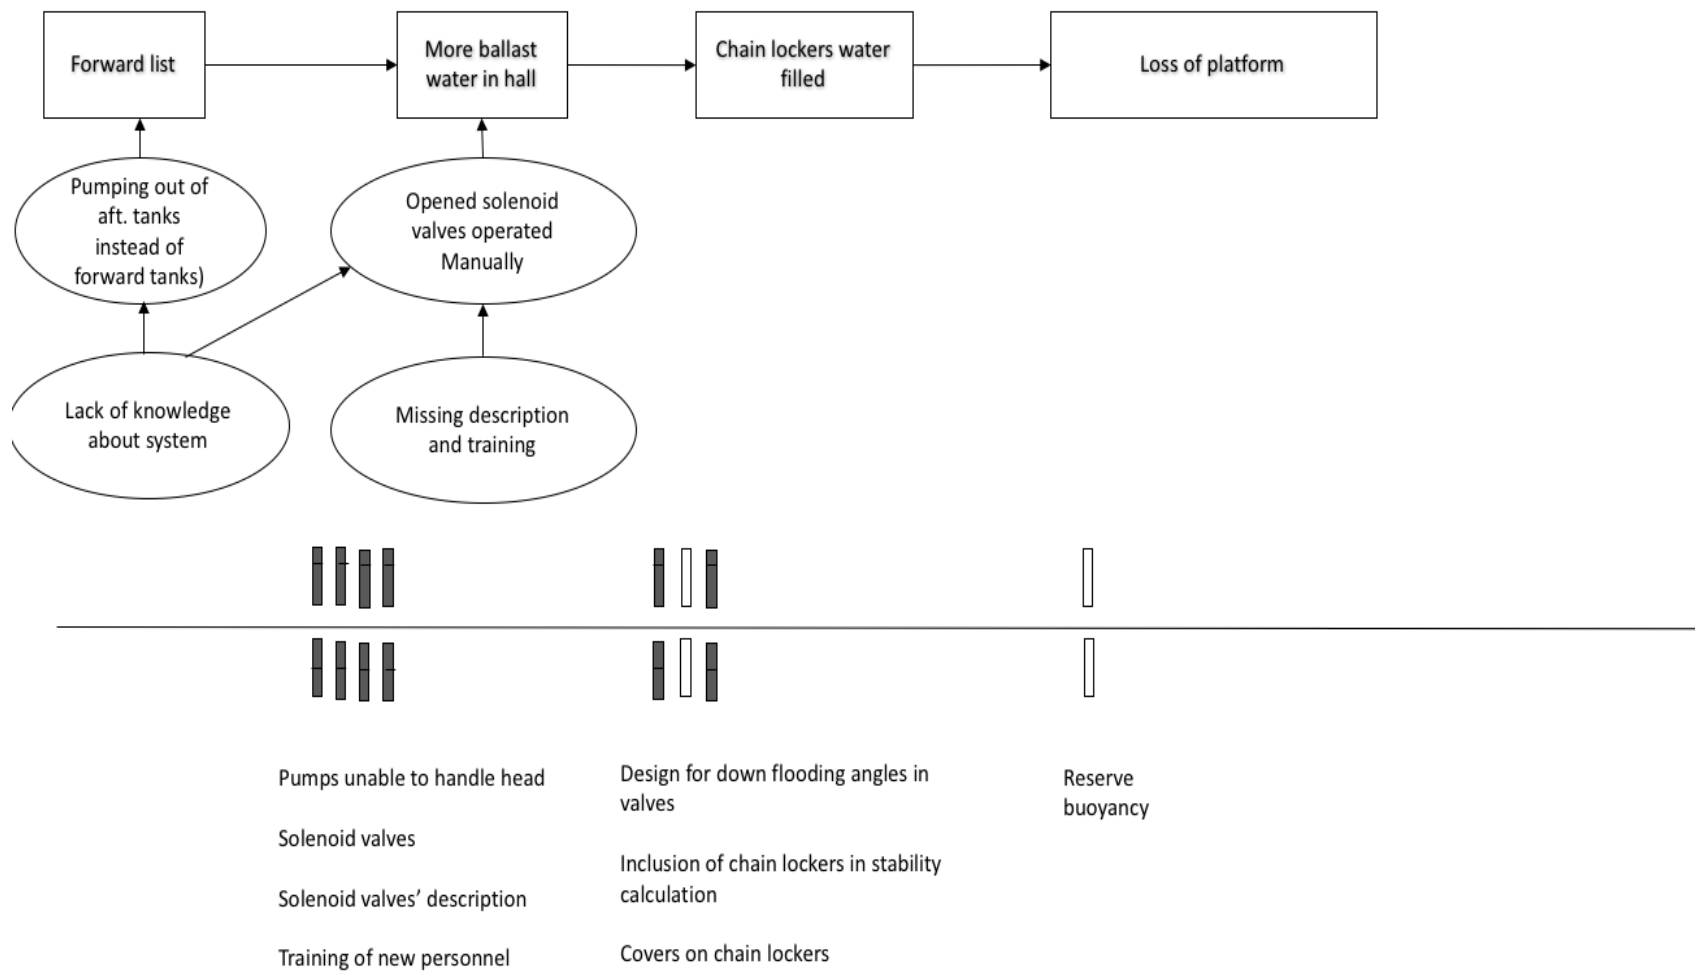 Forward list
More ballast
water in hall
Chain lockers water
filled
Loss of platform
Pumping out of
aft. tanks
instead of
forward tanks)
Opened solenoid
valves operated
Manually
Lack of knowledge
about system
Missing description
and training
Pumps unable to handle head
Solenoid valves
Solenoid valves’ description
Training of new personnel
Design for down flooding angles in
valves
Inclusion of chain lockers in stability
calculation
Covers on chain lockers
Reserve
buoyancy